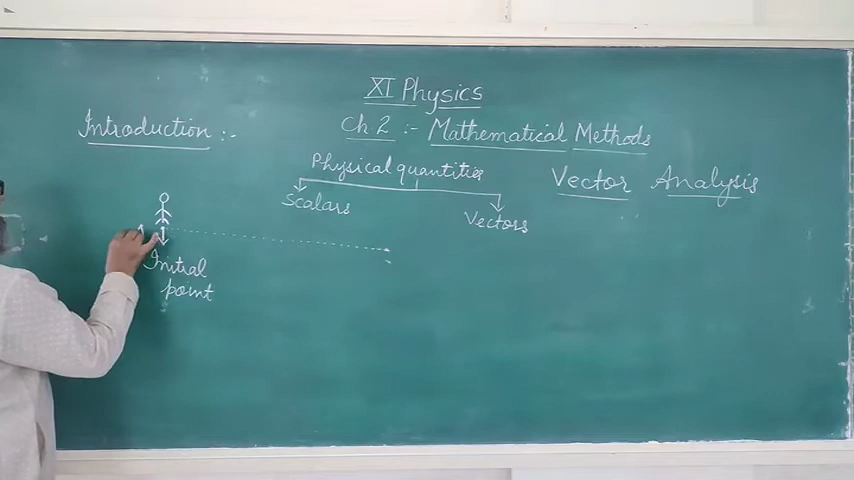 XI Physics
Introduction :-
Ch. 2 :- Mathematical Methods
Physical quantities
Vector Analysis
Scalars
Vectors
Initial
point